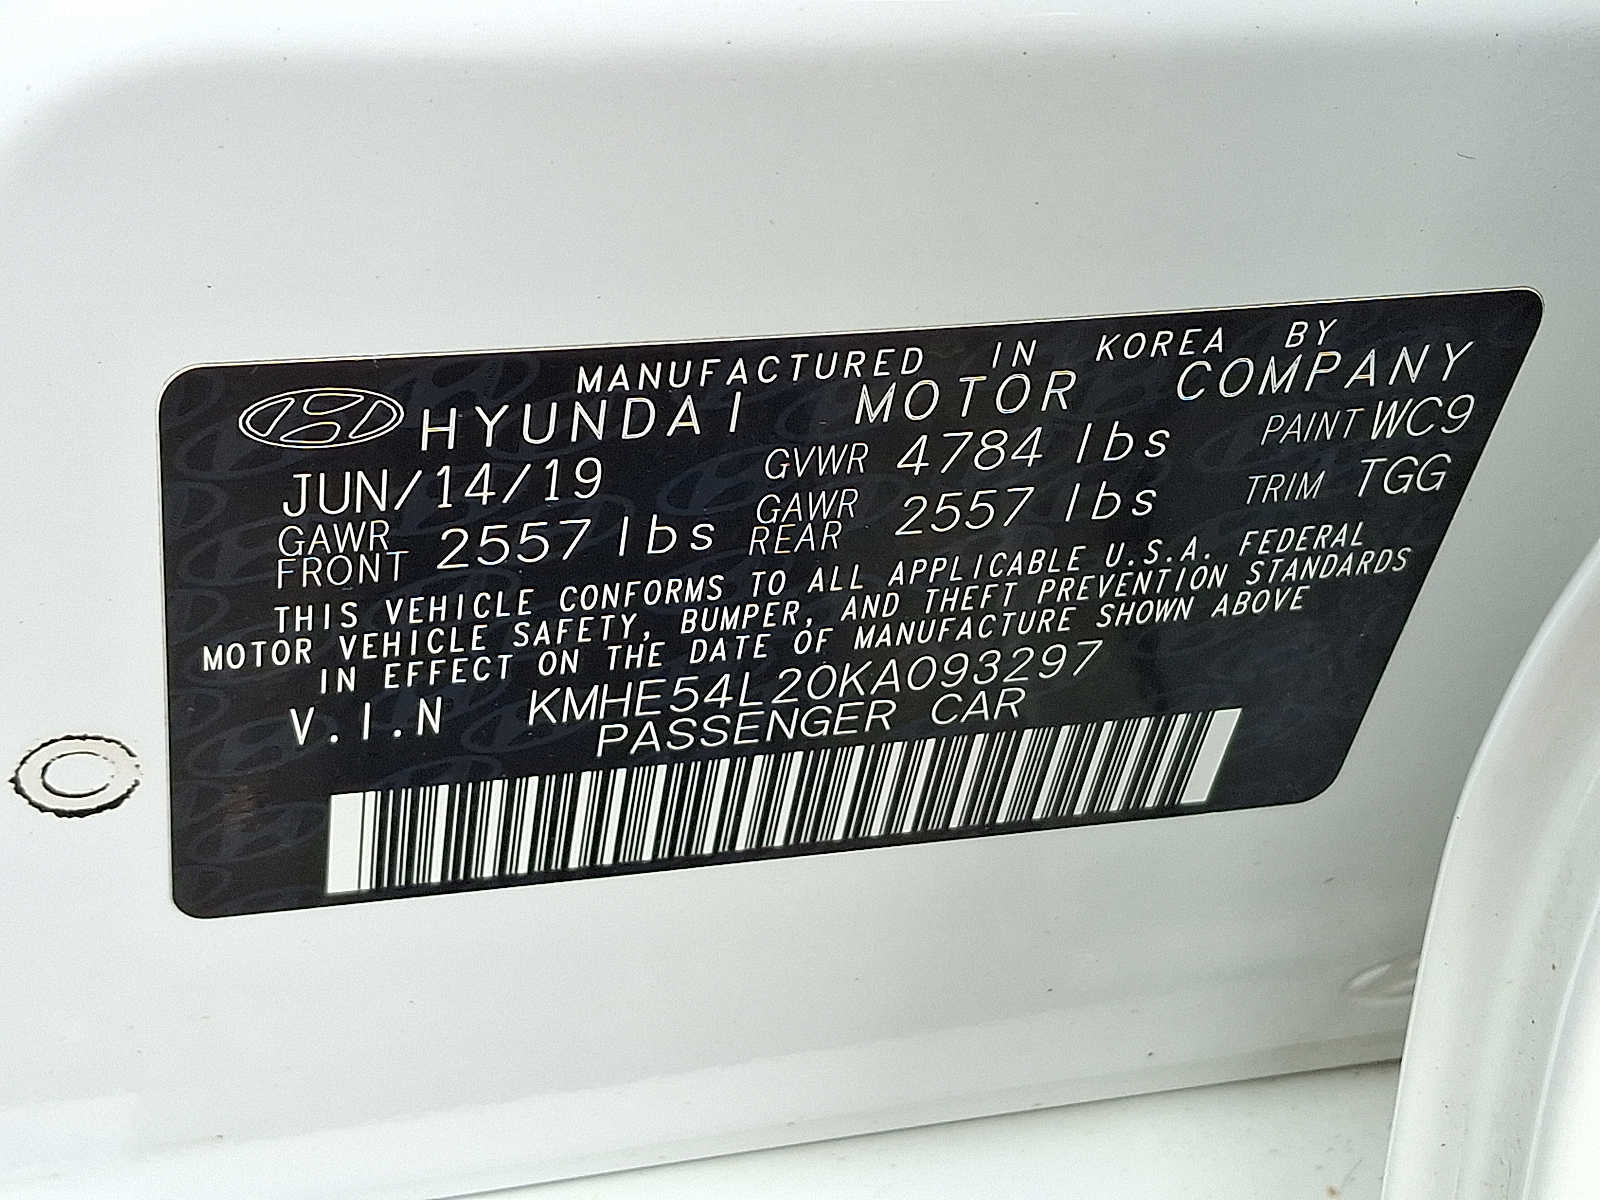 MANUFACTURED IN KOREA BY
HYUNDAI MOTOR COMPANY
JUN/14/19 GVWR 4784 lbs PAINT WC9
GAWR FRONT 2557 lbs GAWR REAR 2557 lbs TRIM TGG
THIS VEHICLE CONFORMS TO ALL APPLICABLE U.S.A. FEDERAL
MOTOR VEHICLE SAFETY, BUMPER, AND THEFT PREVENTION STANDARDS
IN EFFECT ON THE DATE OF MANUFACTURE SHOWN ABOVE
V.I.N KMHE54L20KA093297
PASSENGER CAR